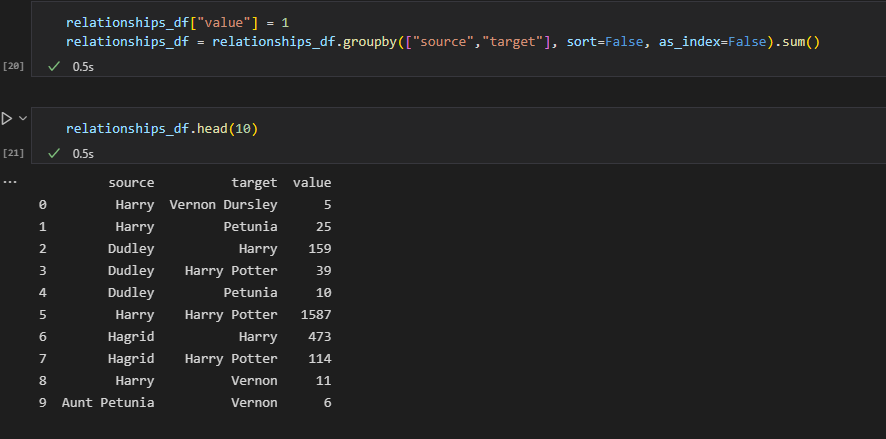 relationships_df["value"] = 1
relationships_df = relationships_df.groupby(["source","target"], sort=False, as_index=False).sum()
[20] ✓ 0.5s
relationships_df.head(10)
[21] ✓ 0.5s
... source target value
0 Harry Vernon Dursley 5
1 Harry Petunia 25
2 Dudley Harry 159
3 Dudley Harry Potter 39
4 Dudley Petunia 10
5 Harry Harry Potter 1587
6 Hagrid Harry 473
7 Hagrid Harry Potter 114
8 Harry Vernon 11
9 Aunt Petunia Vernon 6